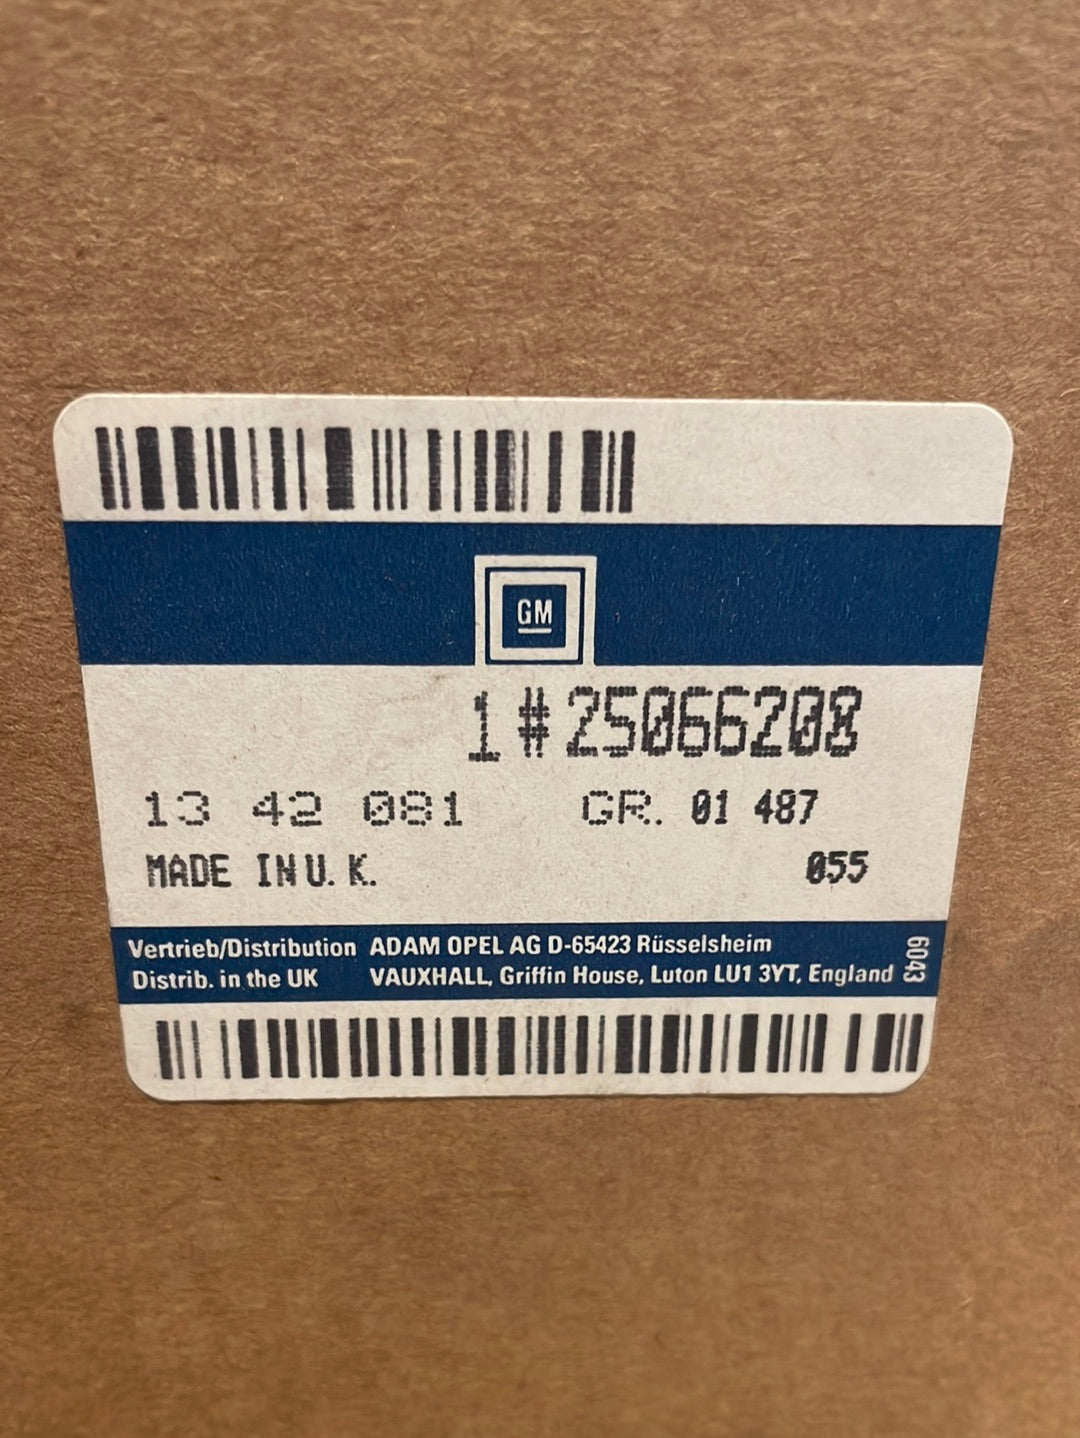 GM
1 # 25066208
13 42 081 GR. 01 487
MADE IN U. K. 055
Vertrieb/Distribution ADAM OPEL AG D-65423 Rüsselsheim
Distrib. in the UK VAUXHALL, Griffin House, Luton LU1 3YT, England
6043